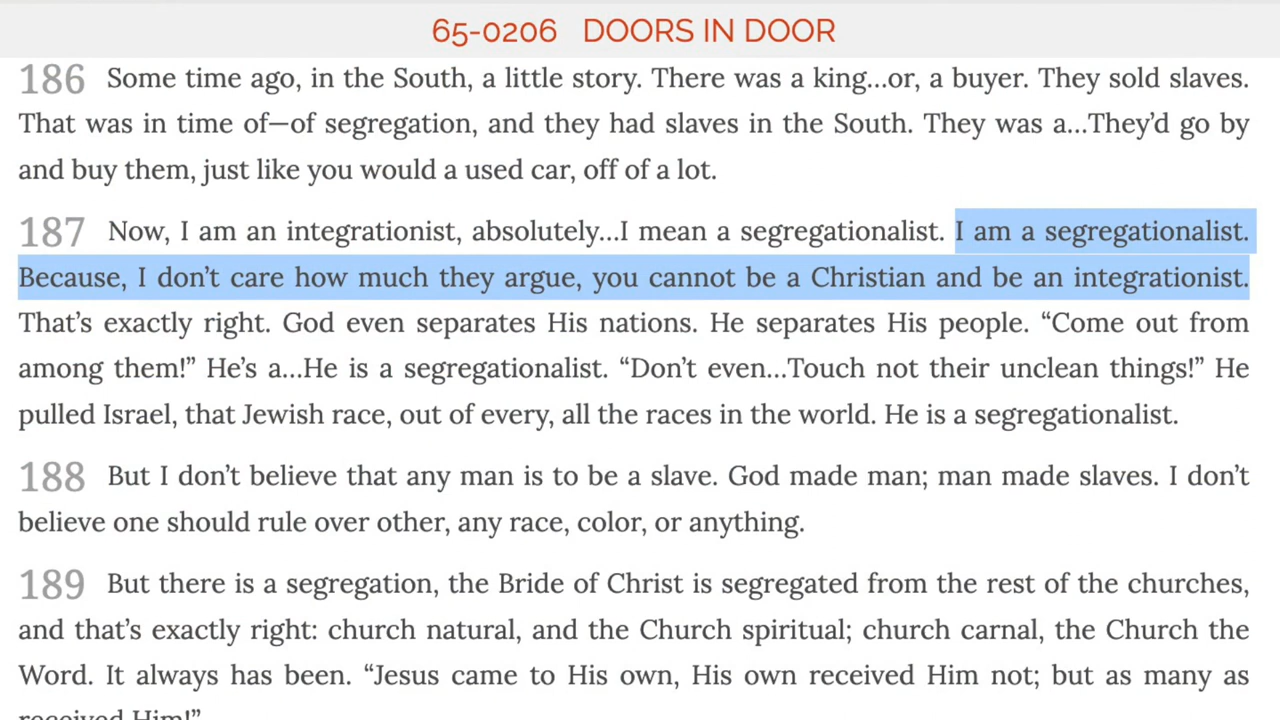 65-0206 DOORS IN DOOR
186 Some time ago, in the South, a little story. There was a king…or, a buyer. They sold slaves.
That was in time of—of segregation, and they had slaves in the South. They was a…They’d go by
and buy them, just like you would a used car, off of a lot.
187 Now, I am an integrationist, absolutely…I mean a segregationalist. I am a segregationalist.
Because, I don’t care how much they argue, you cannot be a Christian and be an integrationist.
That’s exactly right. God even separates His nations. He separates His people. “Come out from
among them!” He’s a…He is a segregationalist. “Don’t even…Touch not their unclean things!” He
pulled Israel, that Jewish race, out of every, all the races in the world. He is a segregationalist.
188 But I don’t believe that any man is to be a slave. God made man; man made slaves. I don’t
believe one should rule over other, any race, color, or anything.
189 But there is a segregation, the Bride of Christ is segregated from the rest of the churches,
and that’s exactly right: church natural, and the Church spiritual; church carnal, the Church the
Word. It always has been. “Jesus came to His own, His own received Him not; but as many as
received Him!”